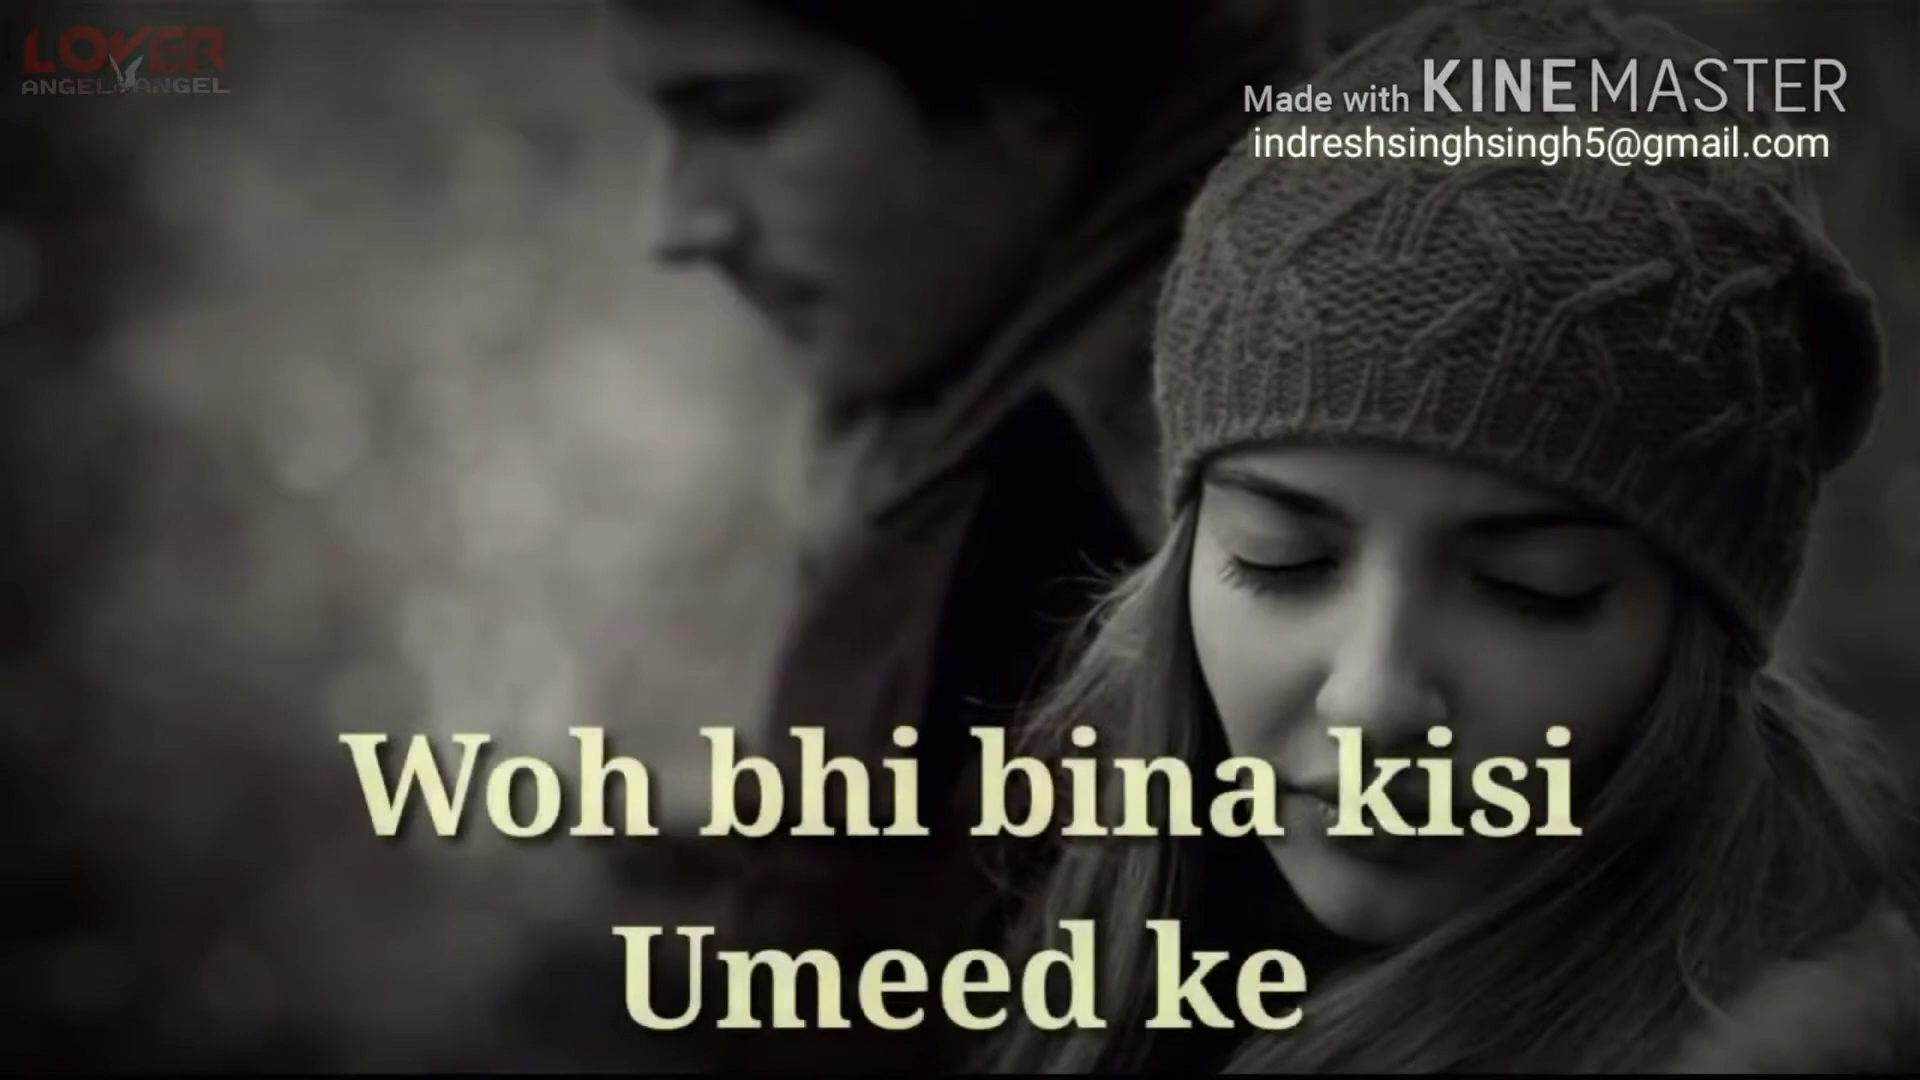 LOVER
ANGEL ANGEL
Made with KINEMASTER
indreshsinghsingh5@gmail.com
Woh bhi bina kisi
Umeed ke